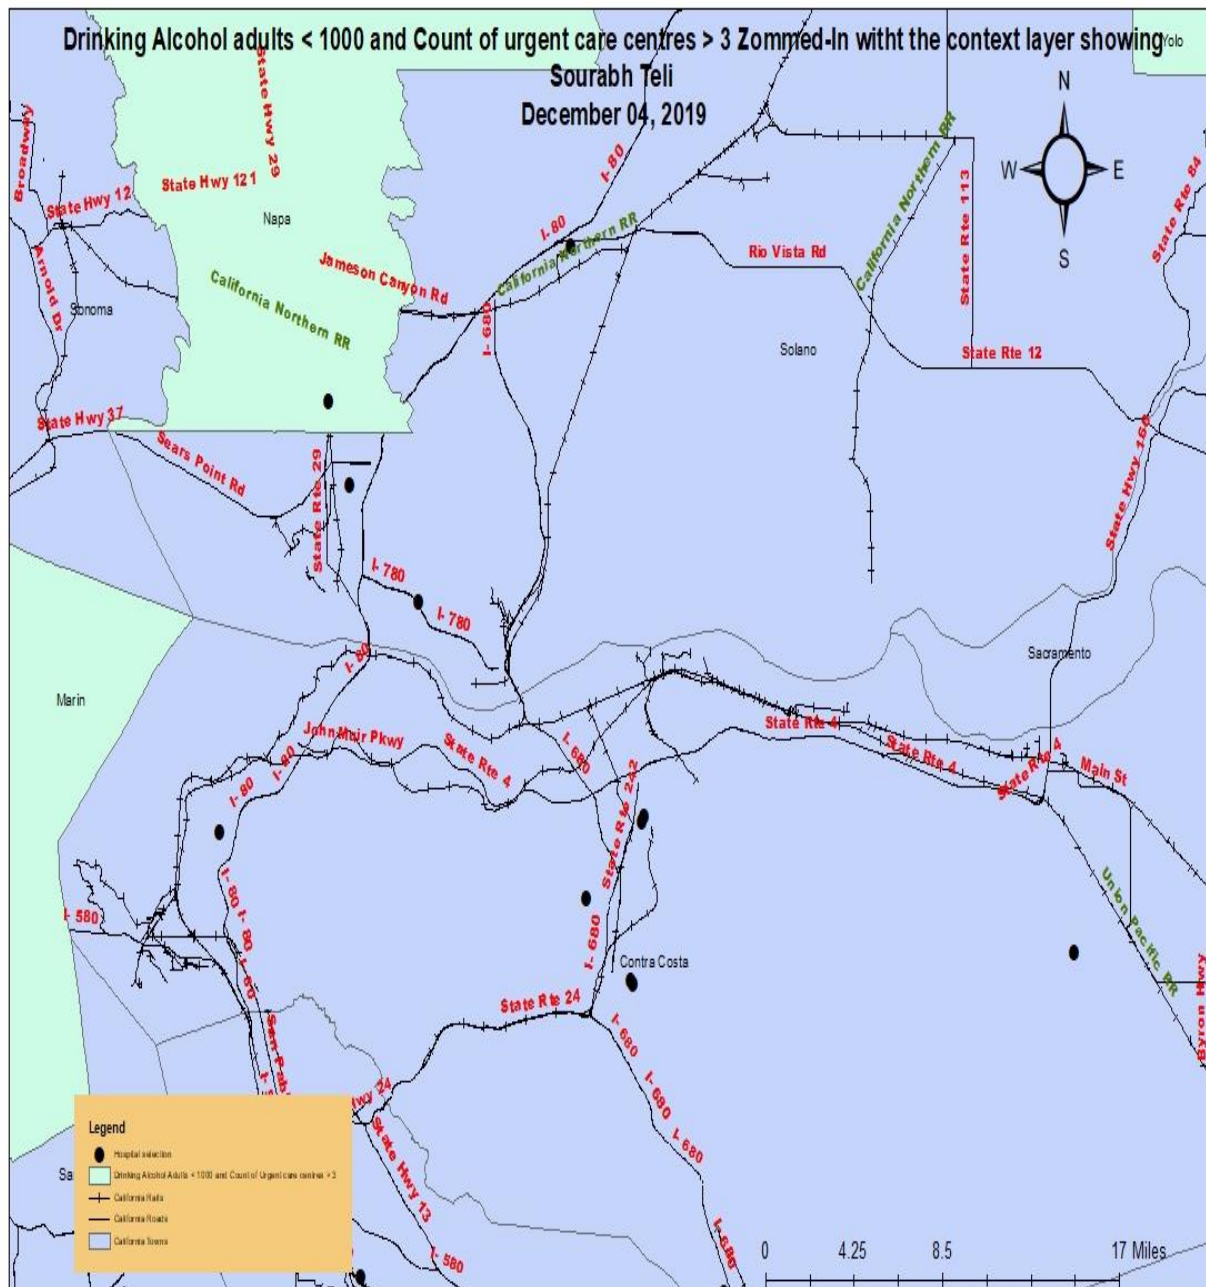 Drinking Alcohol adults < 1000 and Count of urgent care centres > 3 Zommed-In witht the context layer showing
Sourabh Teli
December 04, 2019
Yolo
N
W
E
S
State Hwy 29
Broadway
State Hwy 12
State Hwy 121
Napa
I- 80
I- 80
California Northern RR
California Northern RR
State Rte 113
State Rte 84
Rio Vista Rd
Arnold Dr
Sonoma
California Northern RR
Jameson Canyon Rd
I- 680
Solano
State Rte 12
State Hwy 37
Sears Point Rd
State Rte 29
State Hwy 160
I- 780
I- 780
I- 80
Sacramento
Marin
John Muir Pkwy
State Rte 4
I- 680
State Rte 4
State Rte 4
State Rte 4
Main St
I- 80
I- 80
State Rte 242
I- 80
I- 80
I- 80
I- 580
I- 680
Contra Costa
Union Pacific RR
Byron Hwy
State Rte 24
San Pab
I- 680
I- 680
I- 680
I- 680
Hwy 24
State Hwy 13
I- 580
Legend
Hospital selection
Drinking Alcohol Adults < 1000 and Count of Urgent care centres > 3
California Rails
California Roads
California Towns
0 4.25 8.5 17 Miles